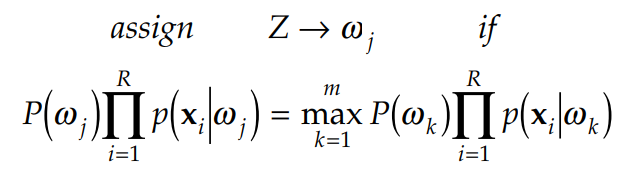 assign Z → ω_j if
P(ω_j)∏_{i=1}^{R} p(𝐱_i|ω_j) = max_{k=1}^{m} P(ω_k)∏_{i=1}^{R} p(𝐱_i|ω_k)